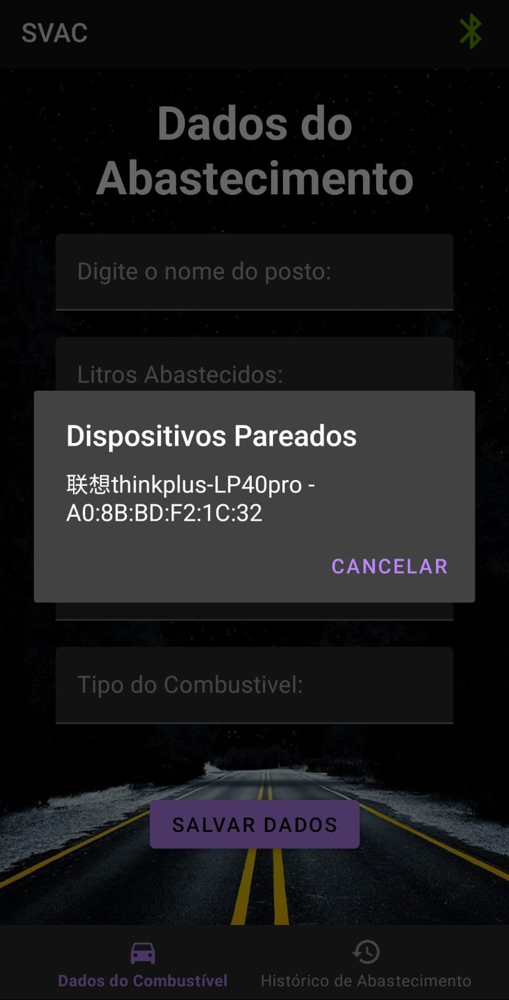 SVAC
Dados do
Abastecimento
Digite o nome do posto:
Litros Abastecidos:
Dispositivos Pareados
联想thinkplus-LP40pro -
A0:8B:BD:F2:1C:32
CANCELAR
Tipo do Combustivel:
SALVAR DADOS
Dados do Combustível
Histórico de Abastecimento